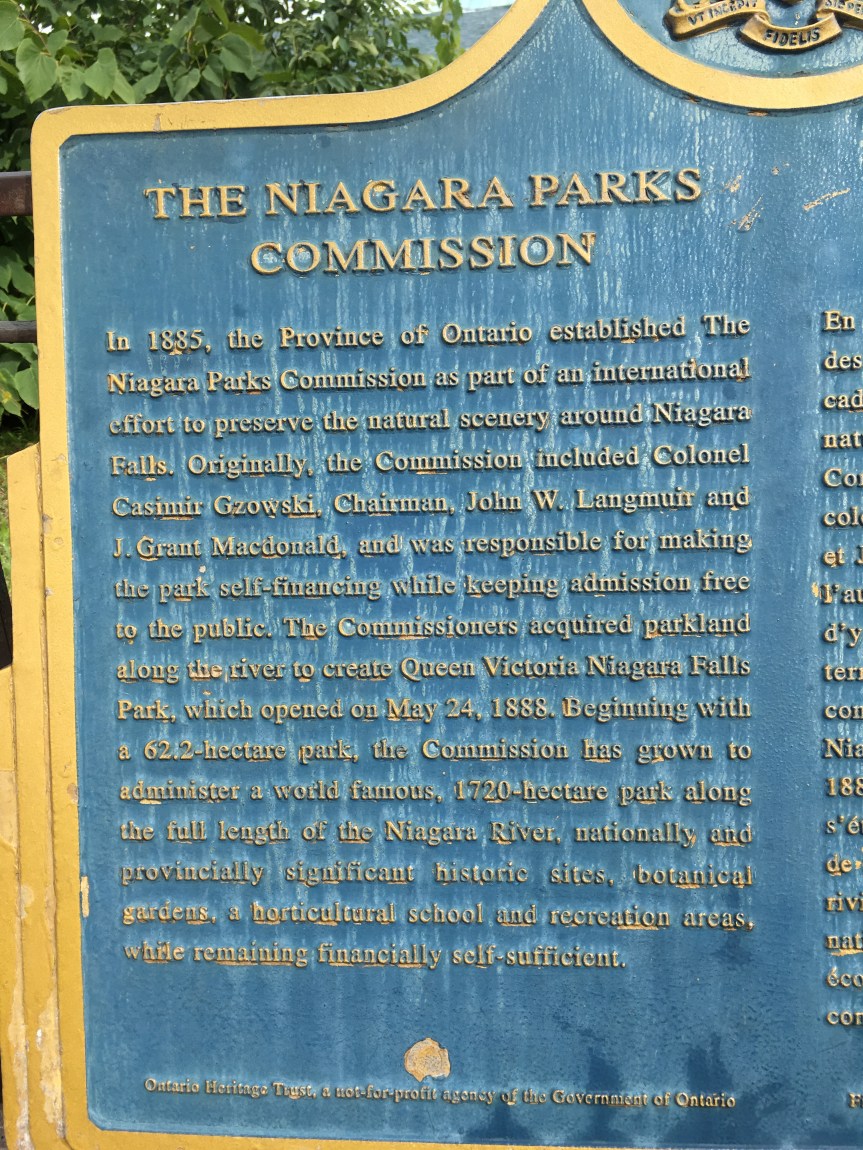 UT INCEPIT
FIDELIS
THE NIAGARA PARKS
COMMISSION
In 1885, the Province of Ontario established The
Niagara Parks Commission as part of an international
effort to preserve the natural scenery around Niagara
Falls. Originally, the Commission included Colonel
Casimir Gzowski, Chairman, John W. Langmuir and
J. Grant Macdonald, and was responsible for making
the park self-financing while keeping admission free
to the public. The Commissioners acquired parkland
along the river to create Queen Victoria Niagara Falls
Park, which opened on May 24, 1888. Beginning with
a 62.2-hectare park, the Commission has grown to
administer a world famous, 1720-hectare park along
the full length of the Niagara River, nationally, and
provincially significant historic sites, botanical
gardens, a horticultural school and recreation areas,
while remaining financially self-sufficient.
Ontario Heritage Trust, a not-for-profit agency of the Government of Ontario
En
des
cad
nat
col
et J
l'au
d'y
188
s'é
de
riv
nat
éco